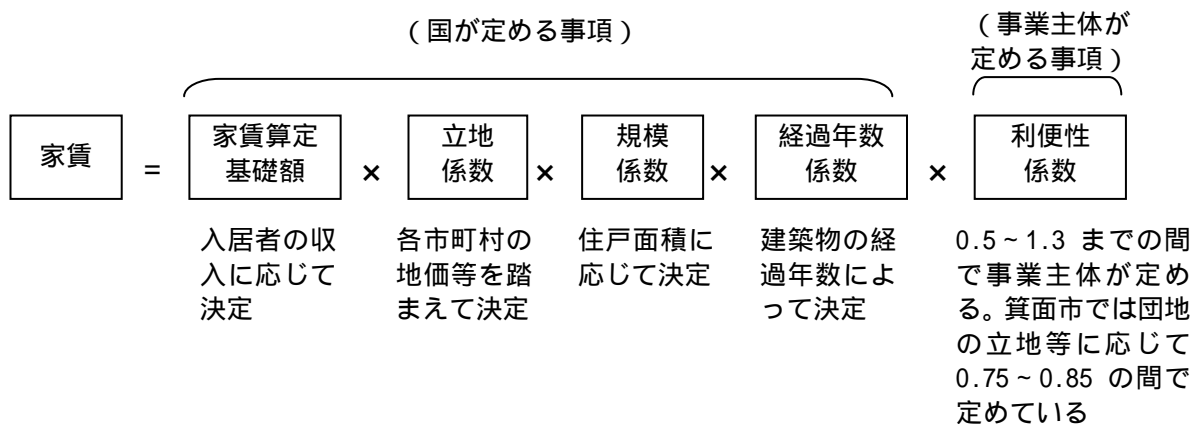 (国が定める事項)
(事業主体が
定める事項)
家賃 = 家賃算定基礎額 × 立地係数 × 規模係数 × 経過年数係数 × 利便性係数
入居者の収
入に応じて
決定
各市町村の
地価等を踏
まえて決定
住戸面積に
応じて決定
建築物の経
過年数によ
って決定
0.5~1.3 までの間
で事業主体が定め
る。箕面市では団地
の立地等に応じて
0.75~0.85 の間で
定めている